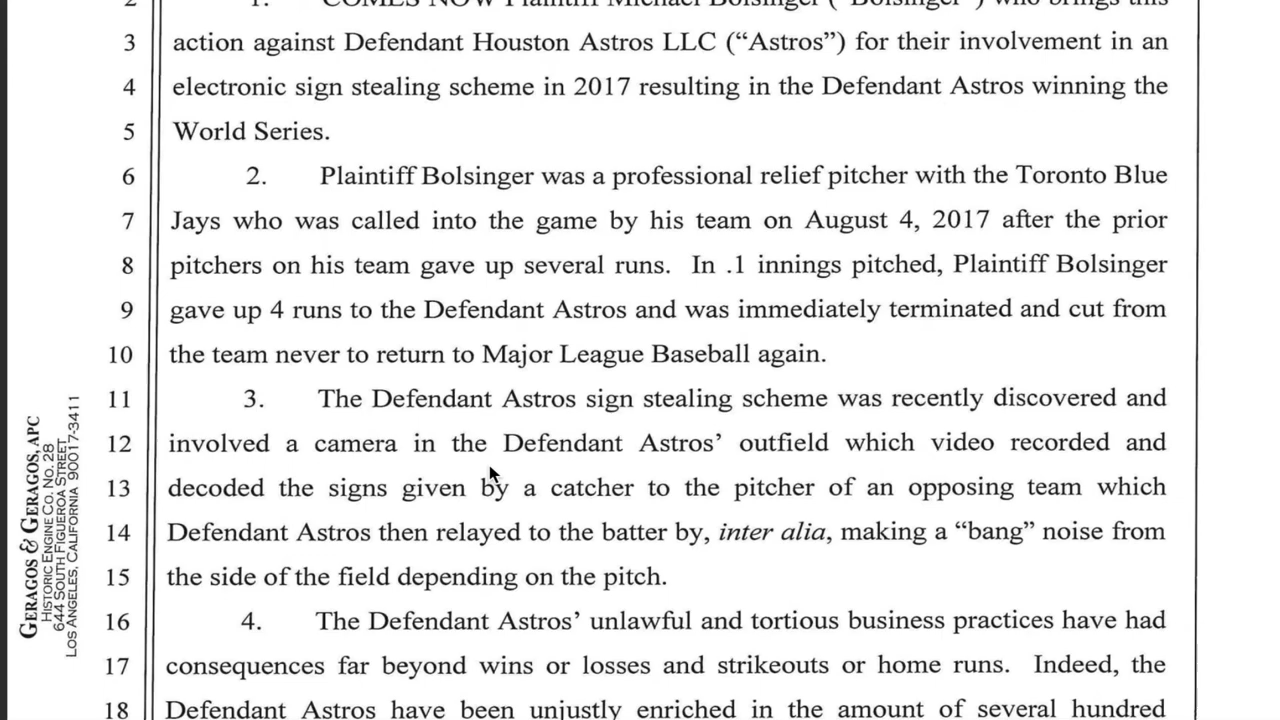 2 1. COMES NOW Plaintiff Michael Bolsinger ("Bolsinger") who brings this
3 action against Defendant Houston Astros LLC (“Astros”) for their involvement in an
4 electronic sign stealing scheme in 2017 resulting in the Defendant Astros winning the
5 World Series.
6 2. Plaintiff Bolsinger was a professional relief pitcher with the Toronto Blue
7 Jays who was called into the game by his team on August 4, 2017 after the prior
8 pitchers on his team gave up several runs. In .1 innings pitched, Plaintiff Bolsinger
9 gave up 4 runs to the Defendant Astros and was immediately terminated and cut from
10 the team never to return to Major League Baseball again.
11 3. The Defendant Astros sign stealing scheme was recently discovered and
12 involved a camera in the Defendant Astros’ outfield which video recorded and
13 decoded the signs given by a catcher to the pitcher of an opposing team which
14 Defendant Astros then relayed to the batter by, inter alia, making a “bang” noise from
15 the side of the field depending on the pitch.
16 4. The Defendant Astros’ unlawful and tortious business practices have had
17 consequences far beyond wins or losses and strikeouts or home runs. Indeed, the
18 Defendant Astros have been unjustly enriched in the amount of several hundred
GERAGOS & GERAGOS, APC
HISTORIC ENGINE CO. NO. 28
644 SOUTH FIGUEROA STREET
LOS ANGELES, CALIFORNIA 90017-3411